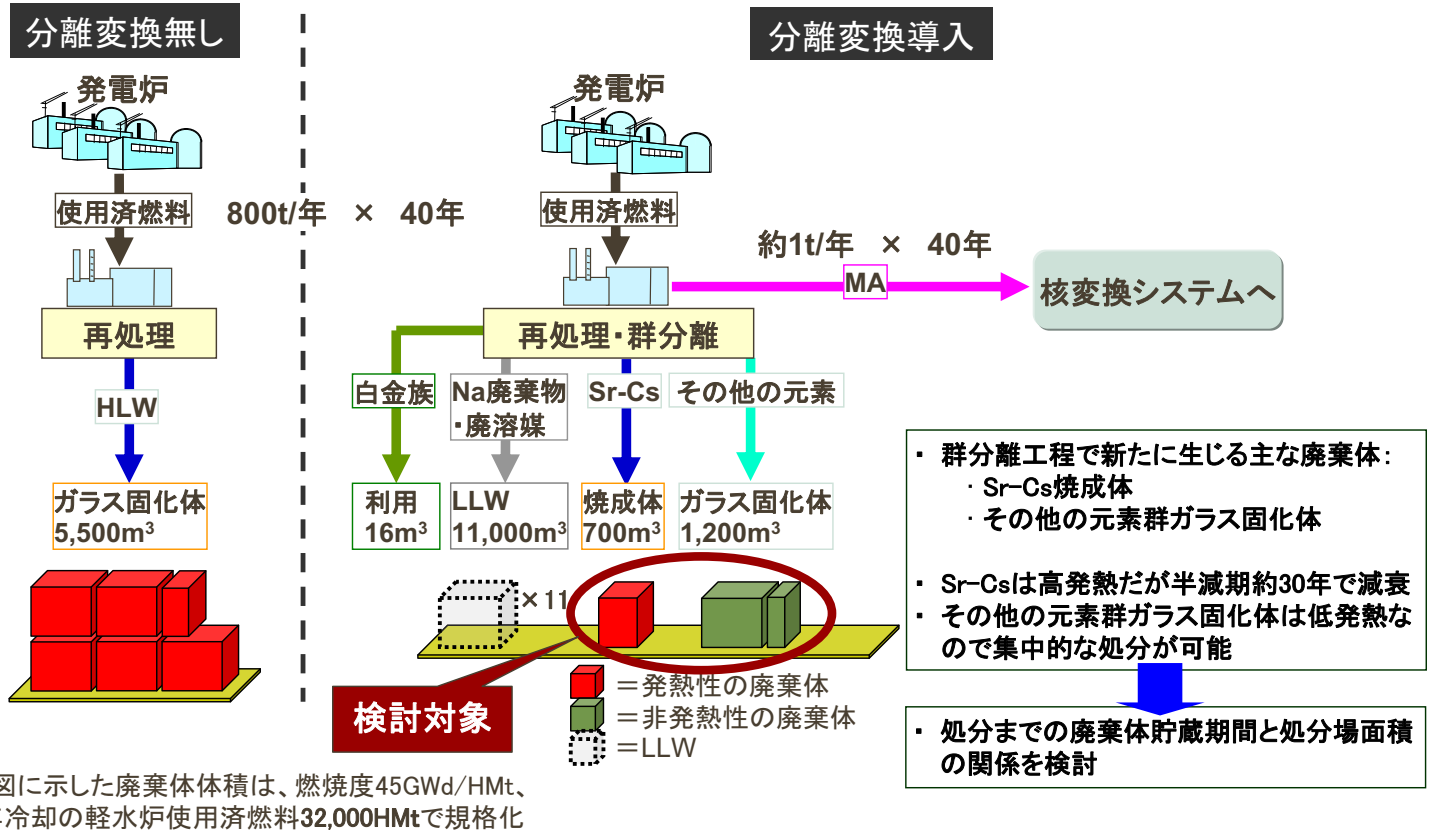 分離変換無し
発電炉
使用済燃料
800t/年 × 40年
再処理
HLW
ガラス固化体
5,500m³
分離変換導入
発電炉
使用済燃料
約1t/年 × 40年
MA
核変換システムへ
再処理・群分離
白金族
Na廃棄物
・廃溶媒
Sr-Cs
その他の元素
利用
16m³
LLW
11,000m³
焼成体
700m³
ガラス固化体
1,200m³
×11
検討対象
＝発熱性の廃棄体
＝非発熱性の廃棄体
＝LLW
・ 群分離工程で新たに生じる主な廃棄体：
・Sr-Cs焼成体
・その他の元素群ガラス固化体
・ Sr-Csは高発熱だが半減期約30年で減衰
・ その他の元素群ガラス固化体は低発熱な
ので集中的な処分が可能
・ 処分までの廃棄体貯蔵期間と処分場面積
の関係を検討
図に示した廃棄体体積は、燃焼度45GWd/HMt、
冷却の軽水炉使用済燃料32,000HMtで規格化